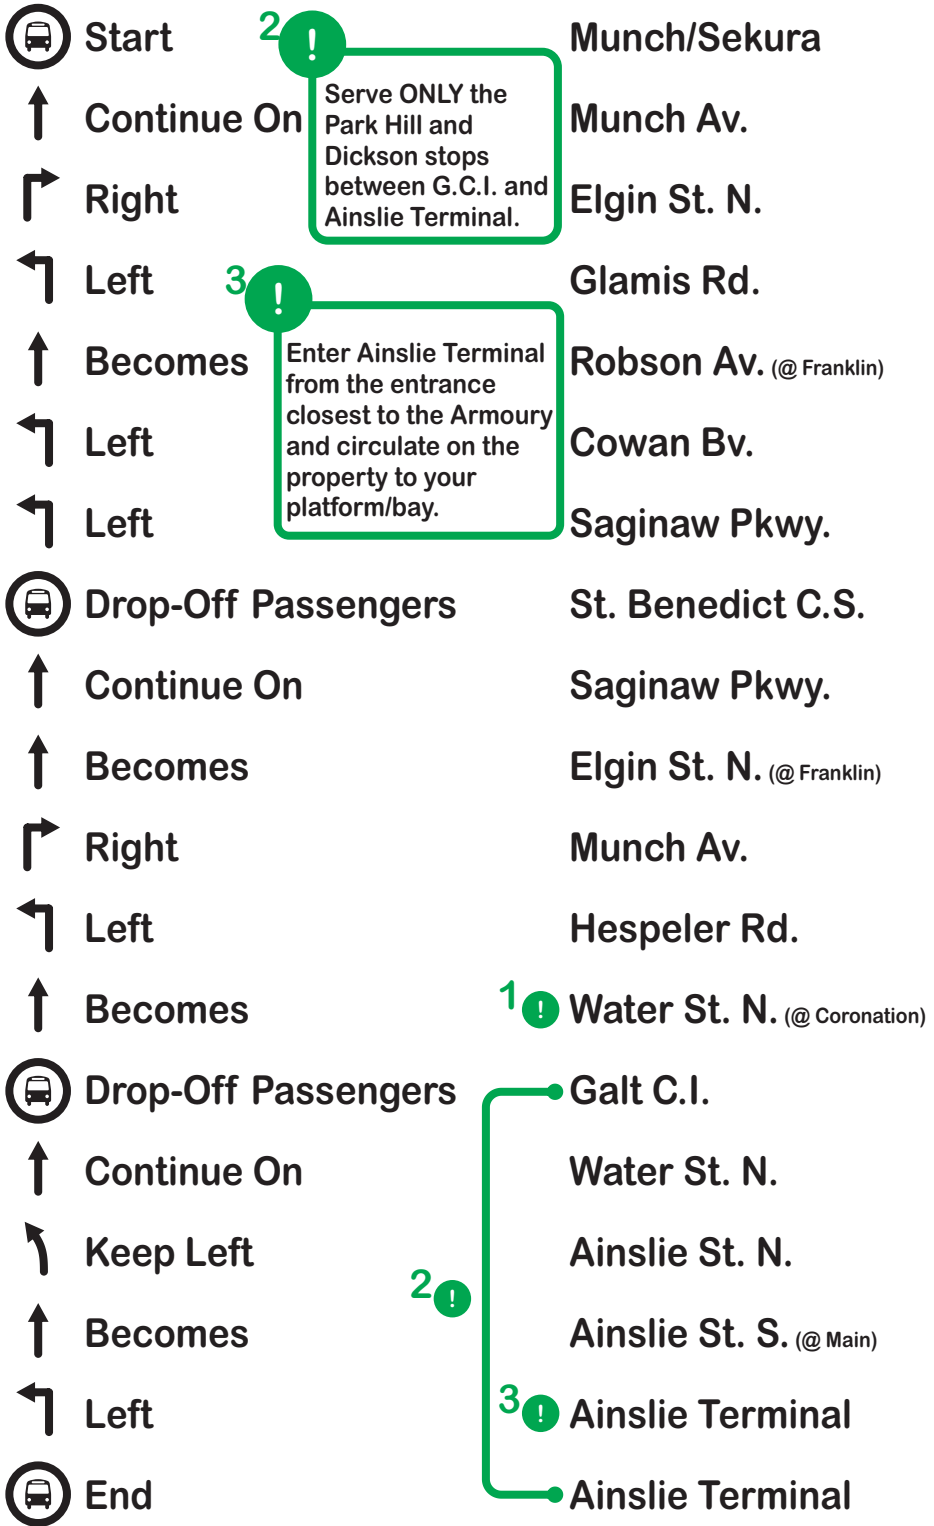 Start Munch/Sekura
2 !
Serve ONLY the
Park Hill and
Dickson stops
between G.C.I. and
Ainslie Terminal.
Continue On Munch Av.
Right Elgin St. N.
Left Glamis Rd.
3 !
Enter Ainslie Terminal
from the entrance
closest to the Armoury
and circulate on the
property to your
platform/bay.
Becomes Robson Av. (@ Franklin)
Left Cowan Bv.
Left Saginaw Pkwy.
Drop-Off Passengers St. Benedict C.S.
Continue On Saginaw Pkwy.
Becomes Elgin St. N. (@ Franklin)
Right Munch Av.
Left Hespeler Rd.
Becomes 1 ! Water St. N. (@ Coronation)
Drop-Off Passengers Galt C.I.
Continue On Water St. N.
Keep Left Ainslie St. N.
2 !
Becomes Ainslie St. S. (@ Main)
Left 3 ! Ainslie Terminal
End Ainslie Terminal